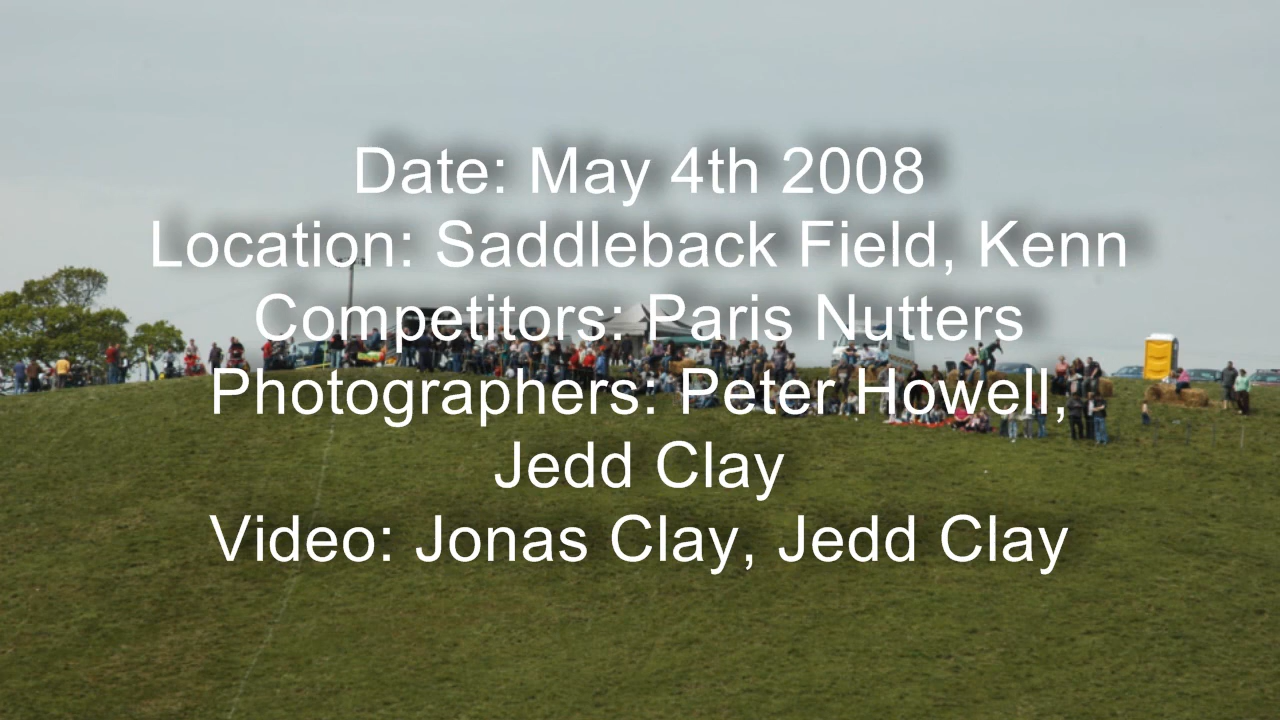 Date: May 4th 2008
Location: Saddleback Field, Kenn
Competitors: Paris Nutters
Photographers: Peter Howell,
Jedd Clay
Video: Jonas Clay, Jedd Clay